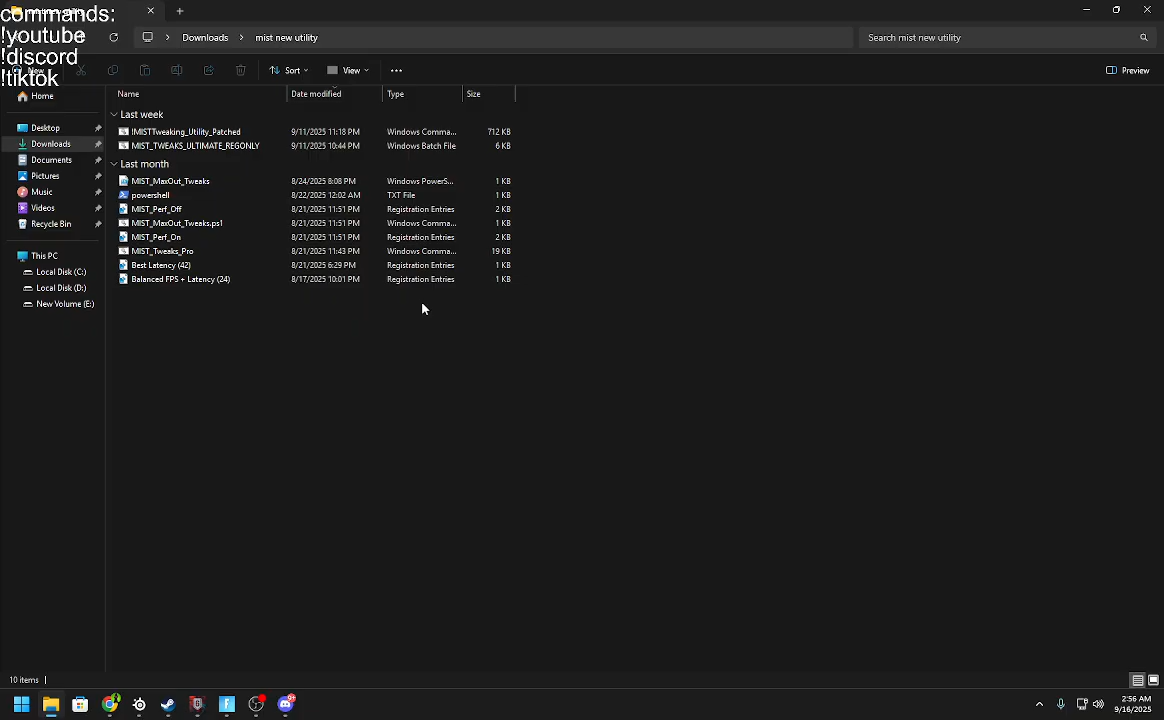 commands:
!youtube
!discord
!tiktok
Downloads
mist new utility
Search mist new utility
Sort
View
Preview
Home
Desktop
Downloads
Documents
Pictures
Music
Videos
Recycle Bin
This PC
Local Disk (C:)
Local Disk (D:)
New Volume (E:)
Name Date modified Type Size
Last week
!MISTTweaking_Utility_Patched 9/11/2025 11:18 PM Windows Comma... 712 KB
MIST_TWEAKS_ULTIMATE_REGONLY 9/11/2025 10:44 PM Windows Batch File 6 KB
Last month
MIST_MaxOut_Tweaks 8/24/2025 8:08 PM Windows PowerS... 1 KB
powershell 8/22/2025 12:02 AM TXT File 1 KB
MIST_Perf_Off 8/21/2025 11:51 PM Registration Entries 2 KB
MIST_MaxOut_Tweaks.ps1 8/21/2025 11:51 PM Windows Comma... 1 KB
MIST_Perf_On 8/21/2025 11:51 PM Registration Entries 2 KB
MIST_Tweaks_Pro 8/21/2025 11:43 PM Windows Comma... 19 KB
Best Latency (42) 8/21/2025 6:29 PM Registration Entries 1 KB
Balanced FPS + Latency (24) 8/17/2025 10:01 PM Registration Entries 1 KB
10 items
2:56 AM
9/16/2025